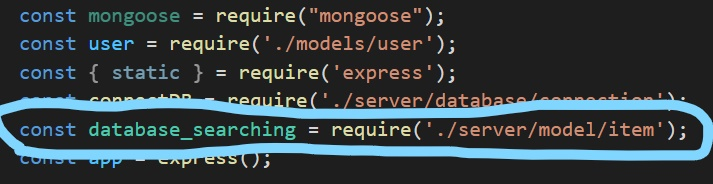 const mongoose = require("mongoose");
const user = require('./models/user');
const { static } = require('express');
const connectDB = require('./server/database/connection');
const database_searching = require('./server/model/item');
const app = express();